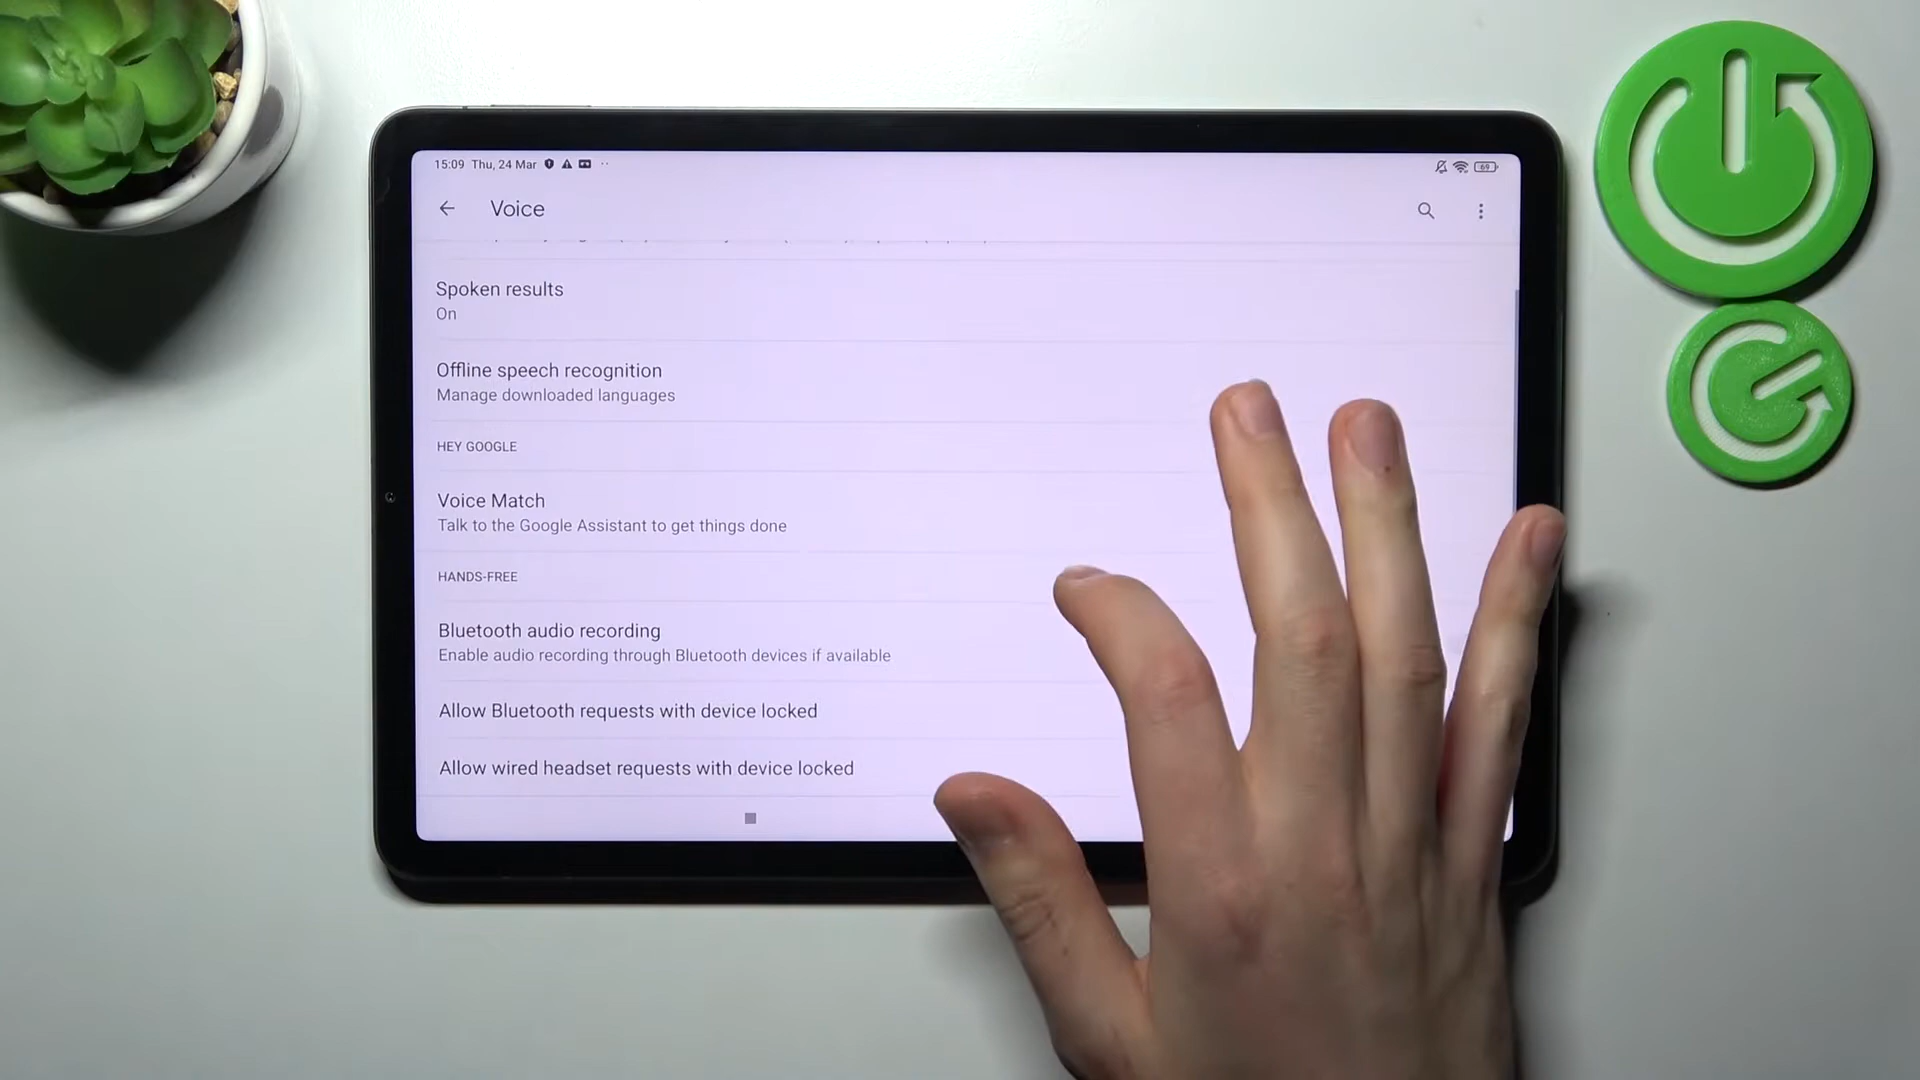 15:09 Thu, 24 Mar
69
Voice
Spoken results
On
Offline speech recognition
Manage downloaded languages
HEY GOOGLE
Voice Match
Talk to the Google Assistant to get things done
HANDS-FREE
Bluetooth audio recording
Enable audio recording through Bluetooth devices if available
Allow Bluetooth requests with device locked
Allow wired headset requests with device locked